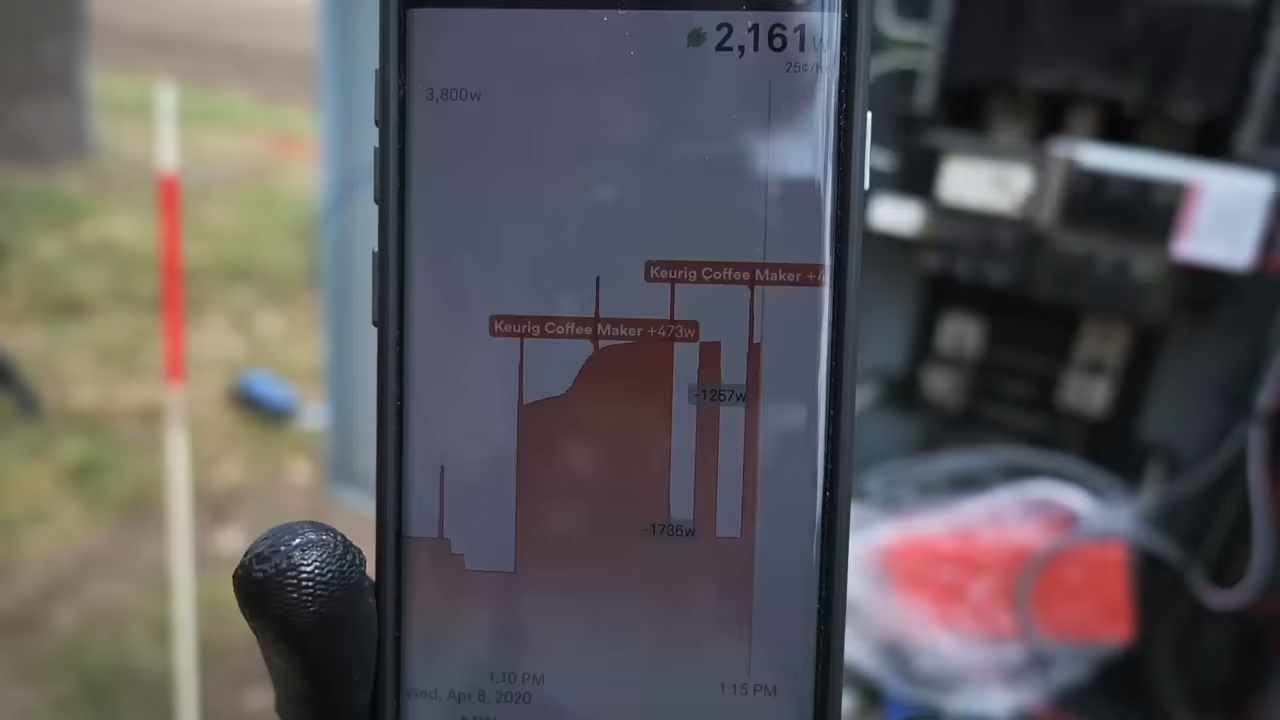 2,161w
25¢/h
3,800w
Keurig Coffee Maker +4
Keurig Coffee Maker +473w
-1267w
-1736w
1:10 PM
Wed, Apr 8, 2020
1:15 PM